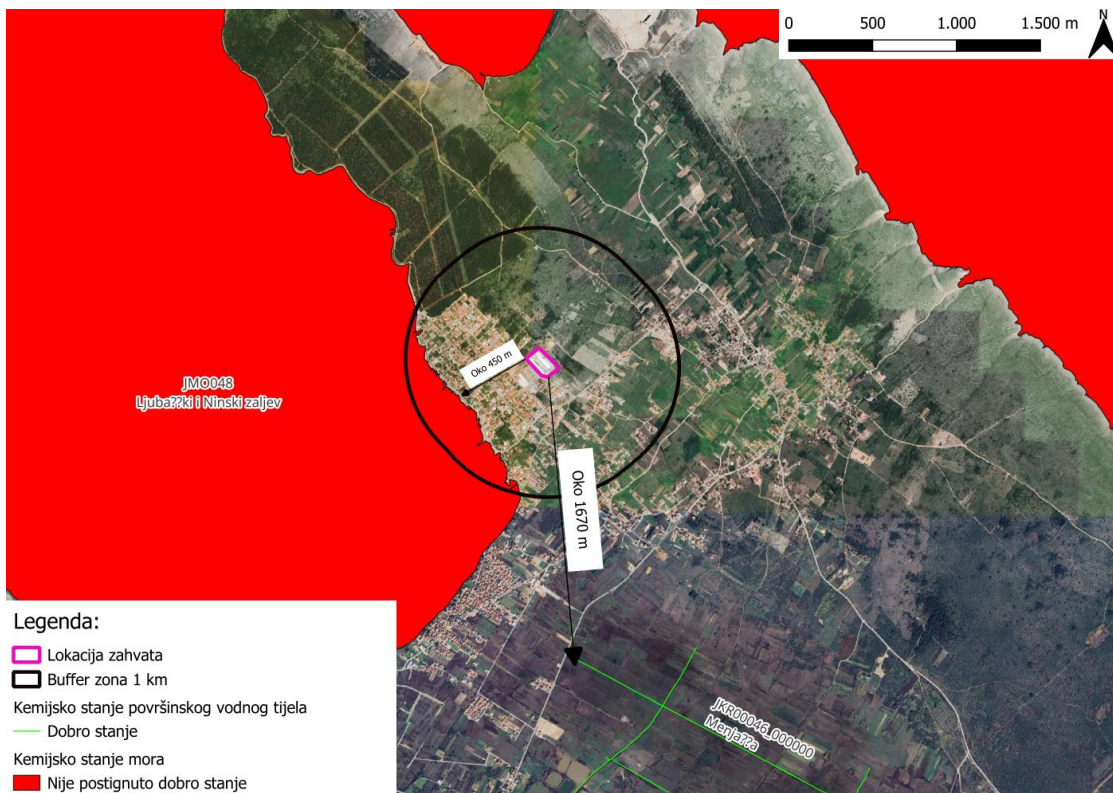 0 500 1.000 1.500 m
N
Oko 450 m
JMO048
Ljuba??ki i Ninski zaljev
Oko 1670 m
JKR00046_000000
Menja??a
Legenda:
Lokacija zahvata
Buffer zona 1 km
Kemijsko stanje površinskog vodnog tijela
Dobro stanje
Kemijsko stanje mora
Nije postignuto dobro stanje